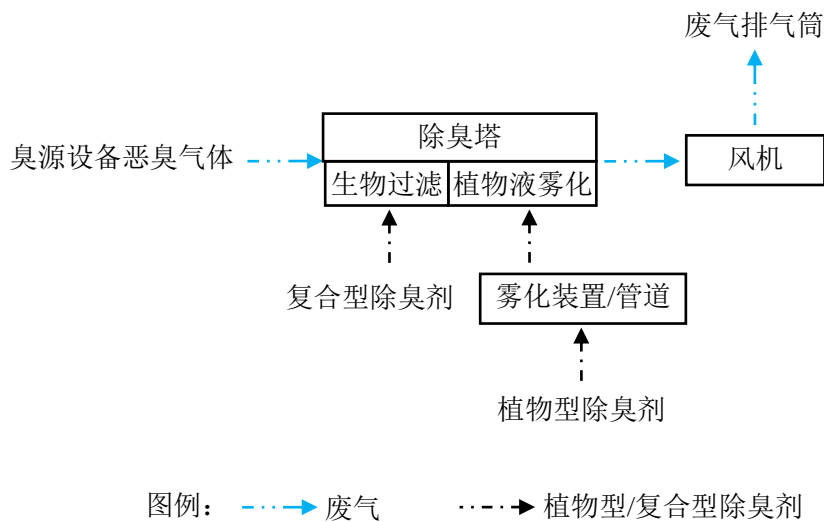 废气排气筒
除臭塔
臭源设备恶臭气体
风机
生物过滤
植物液雾化
复合型除臭剂
雾化装置/管道
植物型除臭剂
图例：
废气
植物型/复合型除臭剂